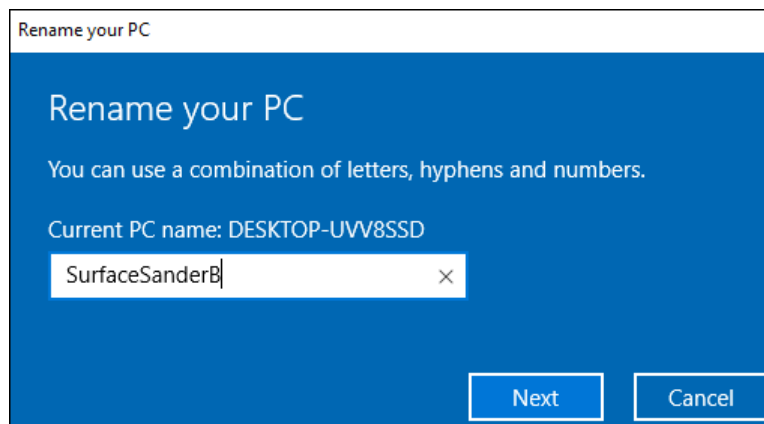 Rename your PC
Rename your PC
You can use a combination of letters, hyphens and numbers.
Current PC name: DESKTOP-UVV8SSD
SurfaceSanderB
Next
Cancel